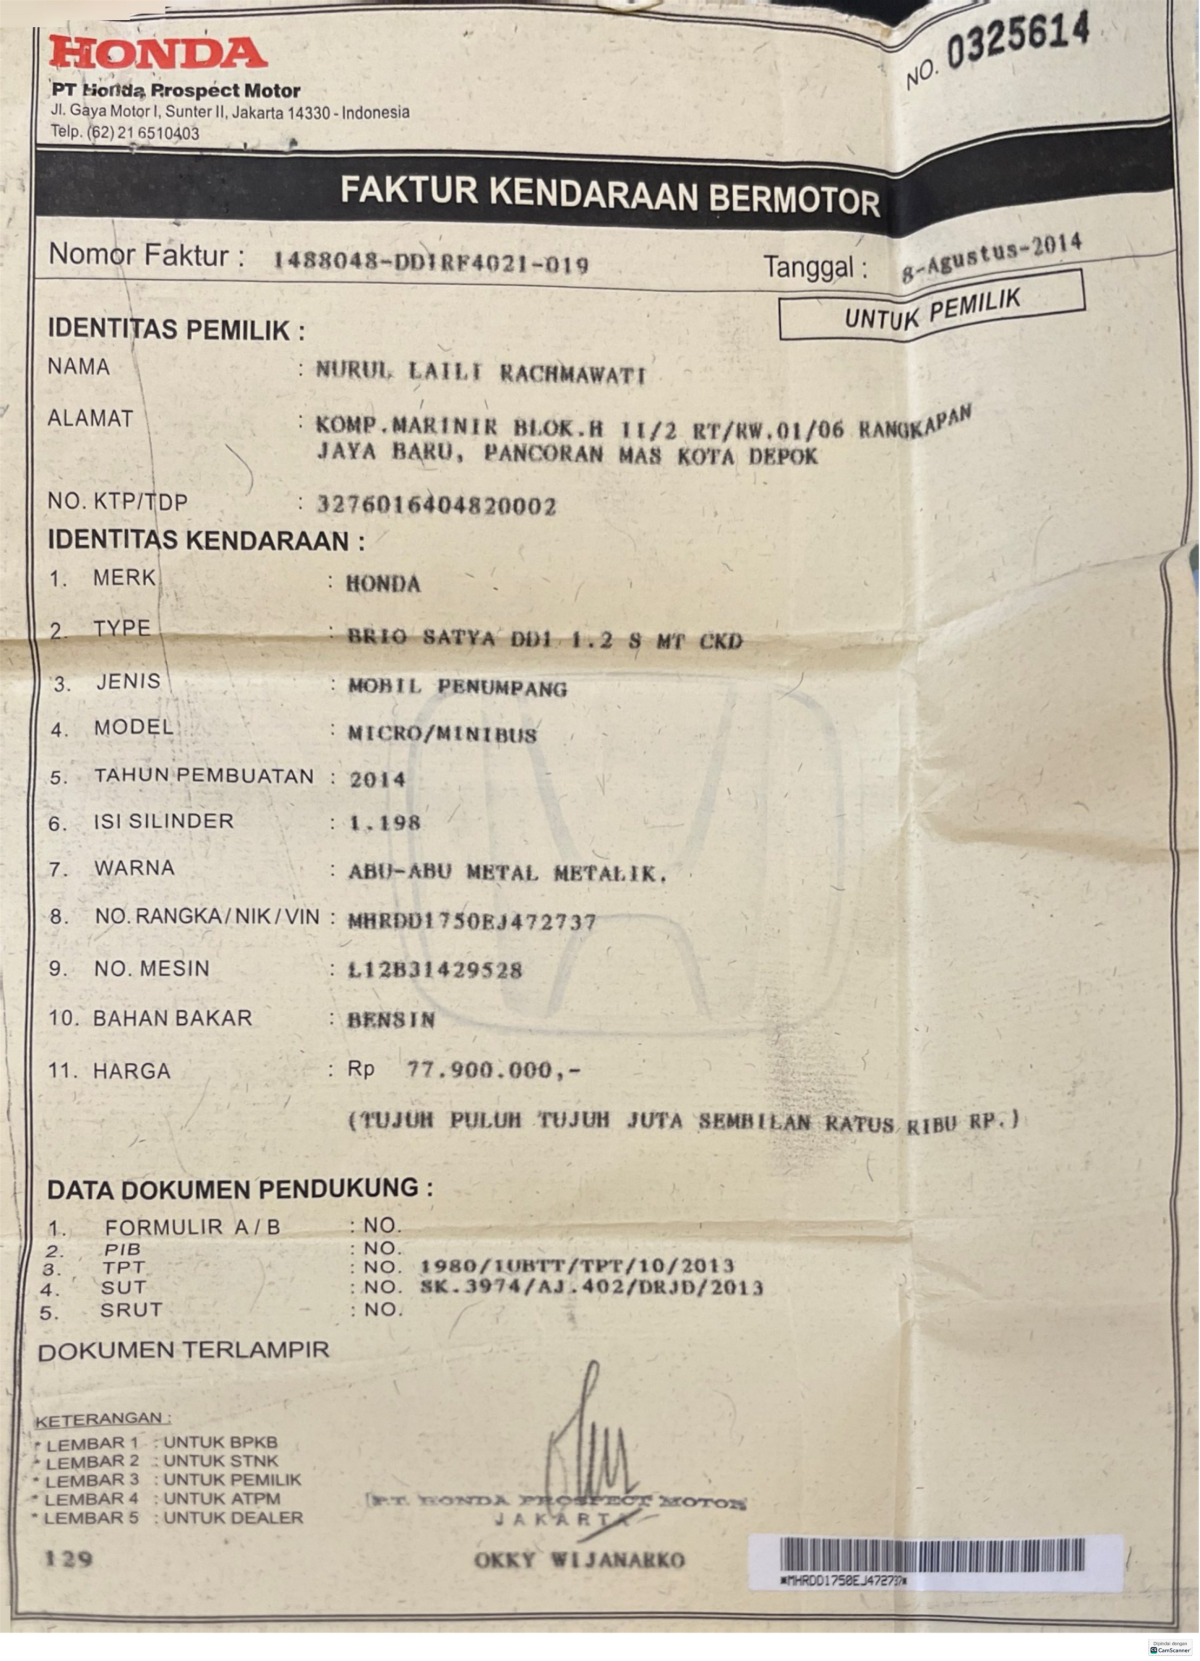 HONDA
NO. 0325614
PT Honda Prospect Motor
Jl. Gaya Motor I, Sunter II, Jakarta 14330 - Indonesia
Telp. (62) 21 6510403
FAKTUR KENDARAAN BERMOTOR
Nomor Faktur : 1488048-DD1RF4021-019 Tanggal : 8-Agustus-2014
UNTUK PEMILIK
IDENTITAS PEMILIK :
NAMA : NURUL LAILI RACHMAWATI
ALAMAT : KOMP.MARINIR BLOK.H II/2 RT/RW.01/06 RANGKAPAN
JAYA BARU, PANCORAN MAS KOTA DEPOK
NO. KTP/TDP : 3276016404820002
IDENTITAS KENDARAAN :
1. MERK : HONDA
2. TYPE : BRIO SATYA DD1 1.2 S MT CKD
3. JENIS : MOBIL PENUMPANG
4. MODEL : MICRO/MINIBUS
5. TAHUN PEMBUATAN : 2014
6. ISI SILINDER : 1.198
7. WARNA : ABU-ABU METAL METALIK.
8. NO. RANGKA / NIK / VIN : MHRDD1750EJ472737
9. NO. MESIN : L12B31429528
10. BAHAN BAKAR : BENSIN
11. HARGA : Rp 77.900.000,-
(TUJUH PULUH TUJUH JUTA SEMBILAN RATUS RIBU RP.)
DATA DOKUMEN PENDUKUNG :
1. FORMULIR A / B : NO.
2. PIB : NO.
3. TPT : NO. 1980/IUBTT/TPT/10/2013
4. SUT : NO. SK.3974/AJ.402/DRJD/2013
5. SRUT : NO.
DOKUMEN TERLAMPIR
KETERANGAN :
* LEMBAR 1 : UNTUK BPKB
* LEMBAR 2 : UNTUK STNK
* LEMBAR 3 : UNTUK PEMILIK
* LEMBAR 4 : UNTUK ATPM
* LEMBAR 5 : UNTUK DEALER
PT. HONDA PROSPECT MOTOR
JAKARTA
129
OKKY WIJANARKO
*MHRDD1750EJ472737*
Dipindai dengan
CamScanner